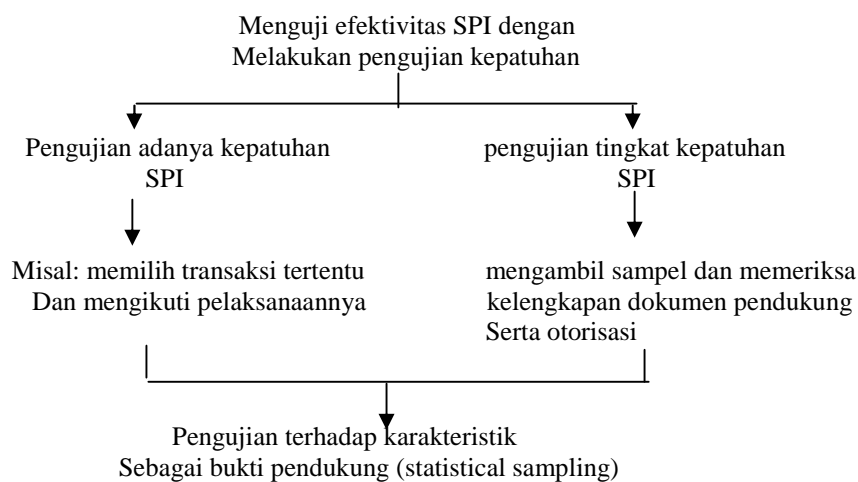 Menguji efektivitas SPI dengan
Melakukan pengujian kepatuhan
Pengujian adanya kepatuhan
SPI
pengujian tingkat kepatuhan
SPI
Misal: memilih transaksi tertentu
Dan mengikuti pelaksanaannya
mengambil sampel dan memeriksa
kelengkapan dokumen pendukung
Serta otorisasi
Pengujian terhadap karakteristik
Sebagai bukti pendukung (statistical sampling)